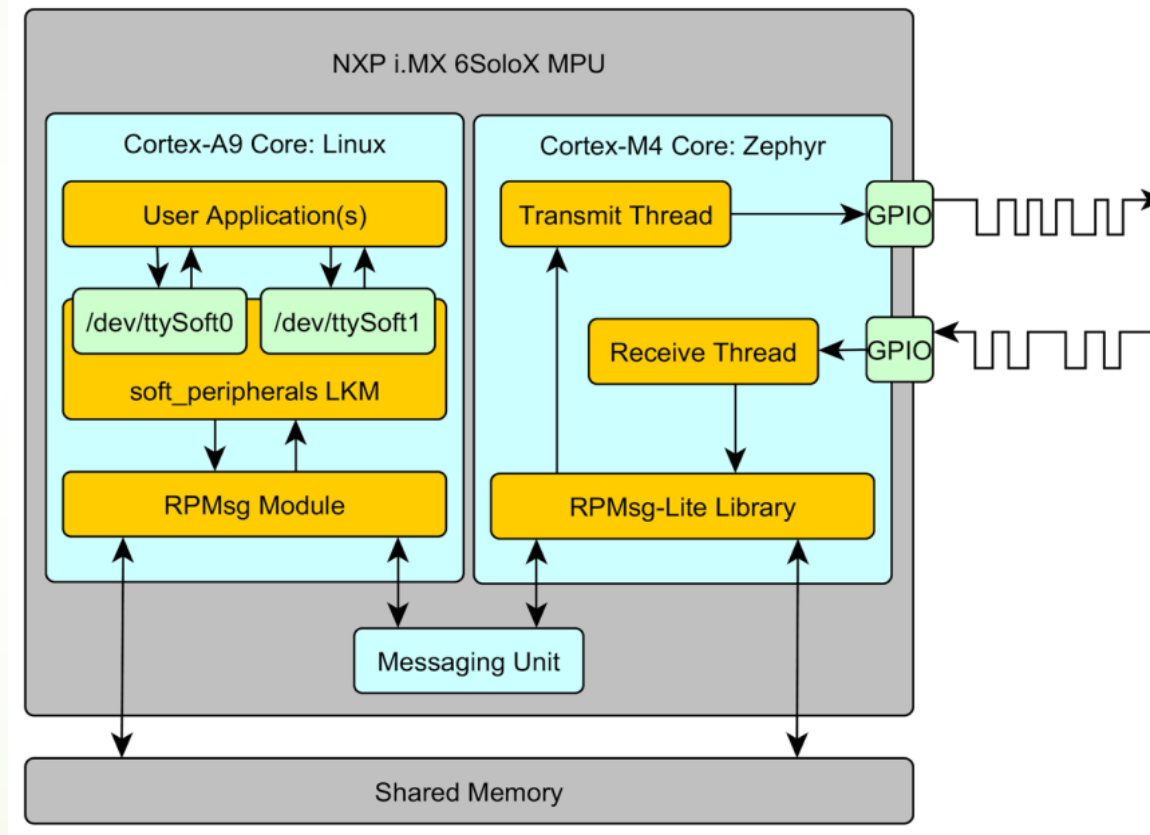 NXP i.MX 6SoloX MPU
Cortex-A9 Core: Linux
User Application(s)
/dev/ttySoft0
/dev/ttySoft1
soft_peripherals LKM
RPMsg Module
Cortex-M4 Core: Zephyr
Transmit Thread
GPIO
Receive Thread
GPIO
RPMsg-Lite Library
Messaging Unit
Shared Memory